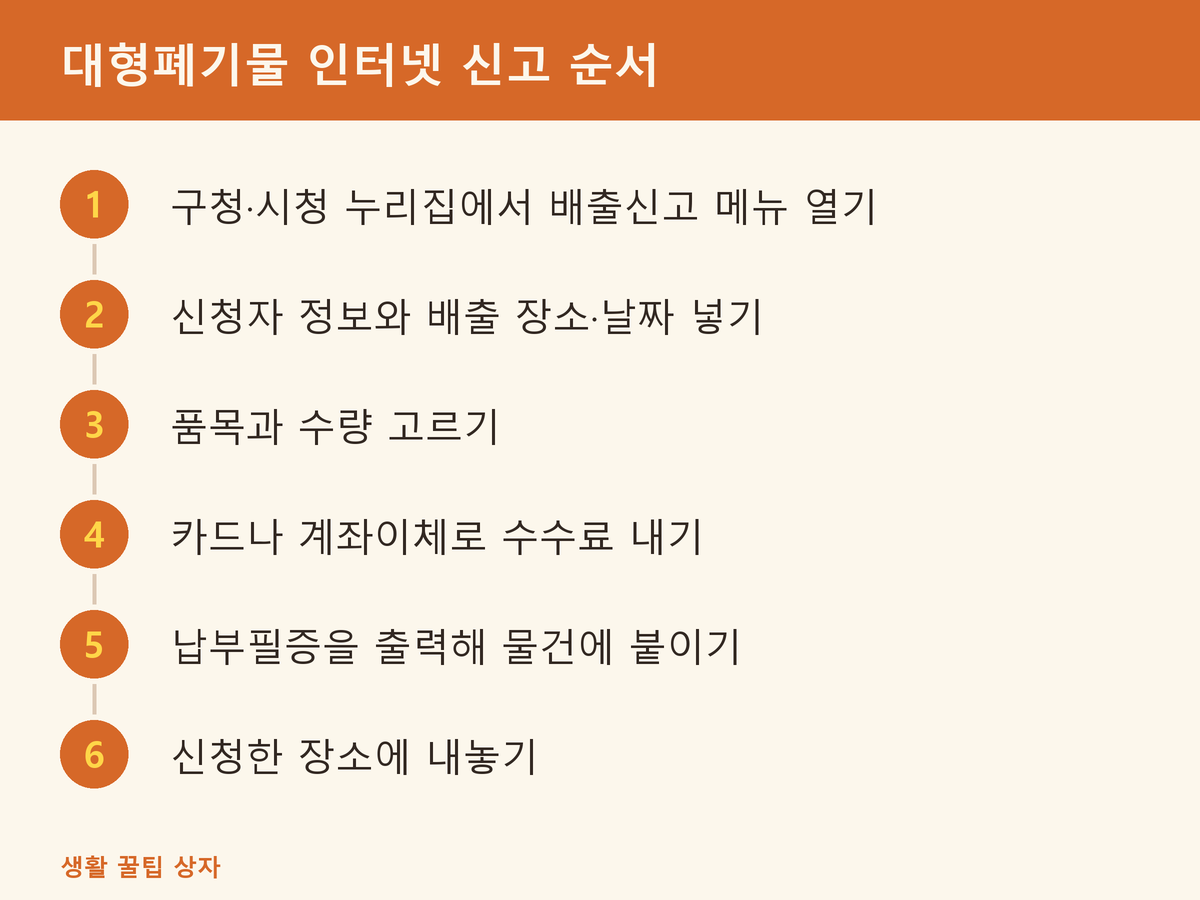 대형폐기물 인터넷 신고 순서
1 구청·시청 누리집에서 배출신고 메뉴 열기
2 신청자 정보와 배출 장소·날짜 넣기
3 품목과 수량 고르기
4 카드나 계좌이체로 수수료 내기
5 납부필증을 출력해 물건에 붙이기
6 신청한 장소에 내놓기
생활 꿀팁 상자